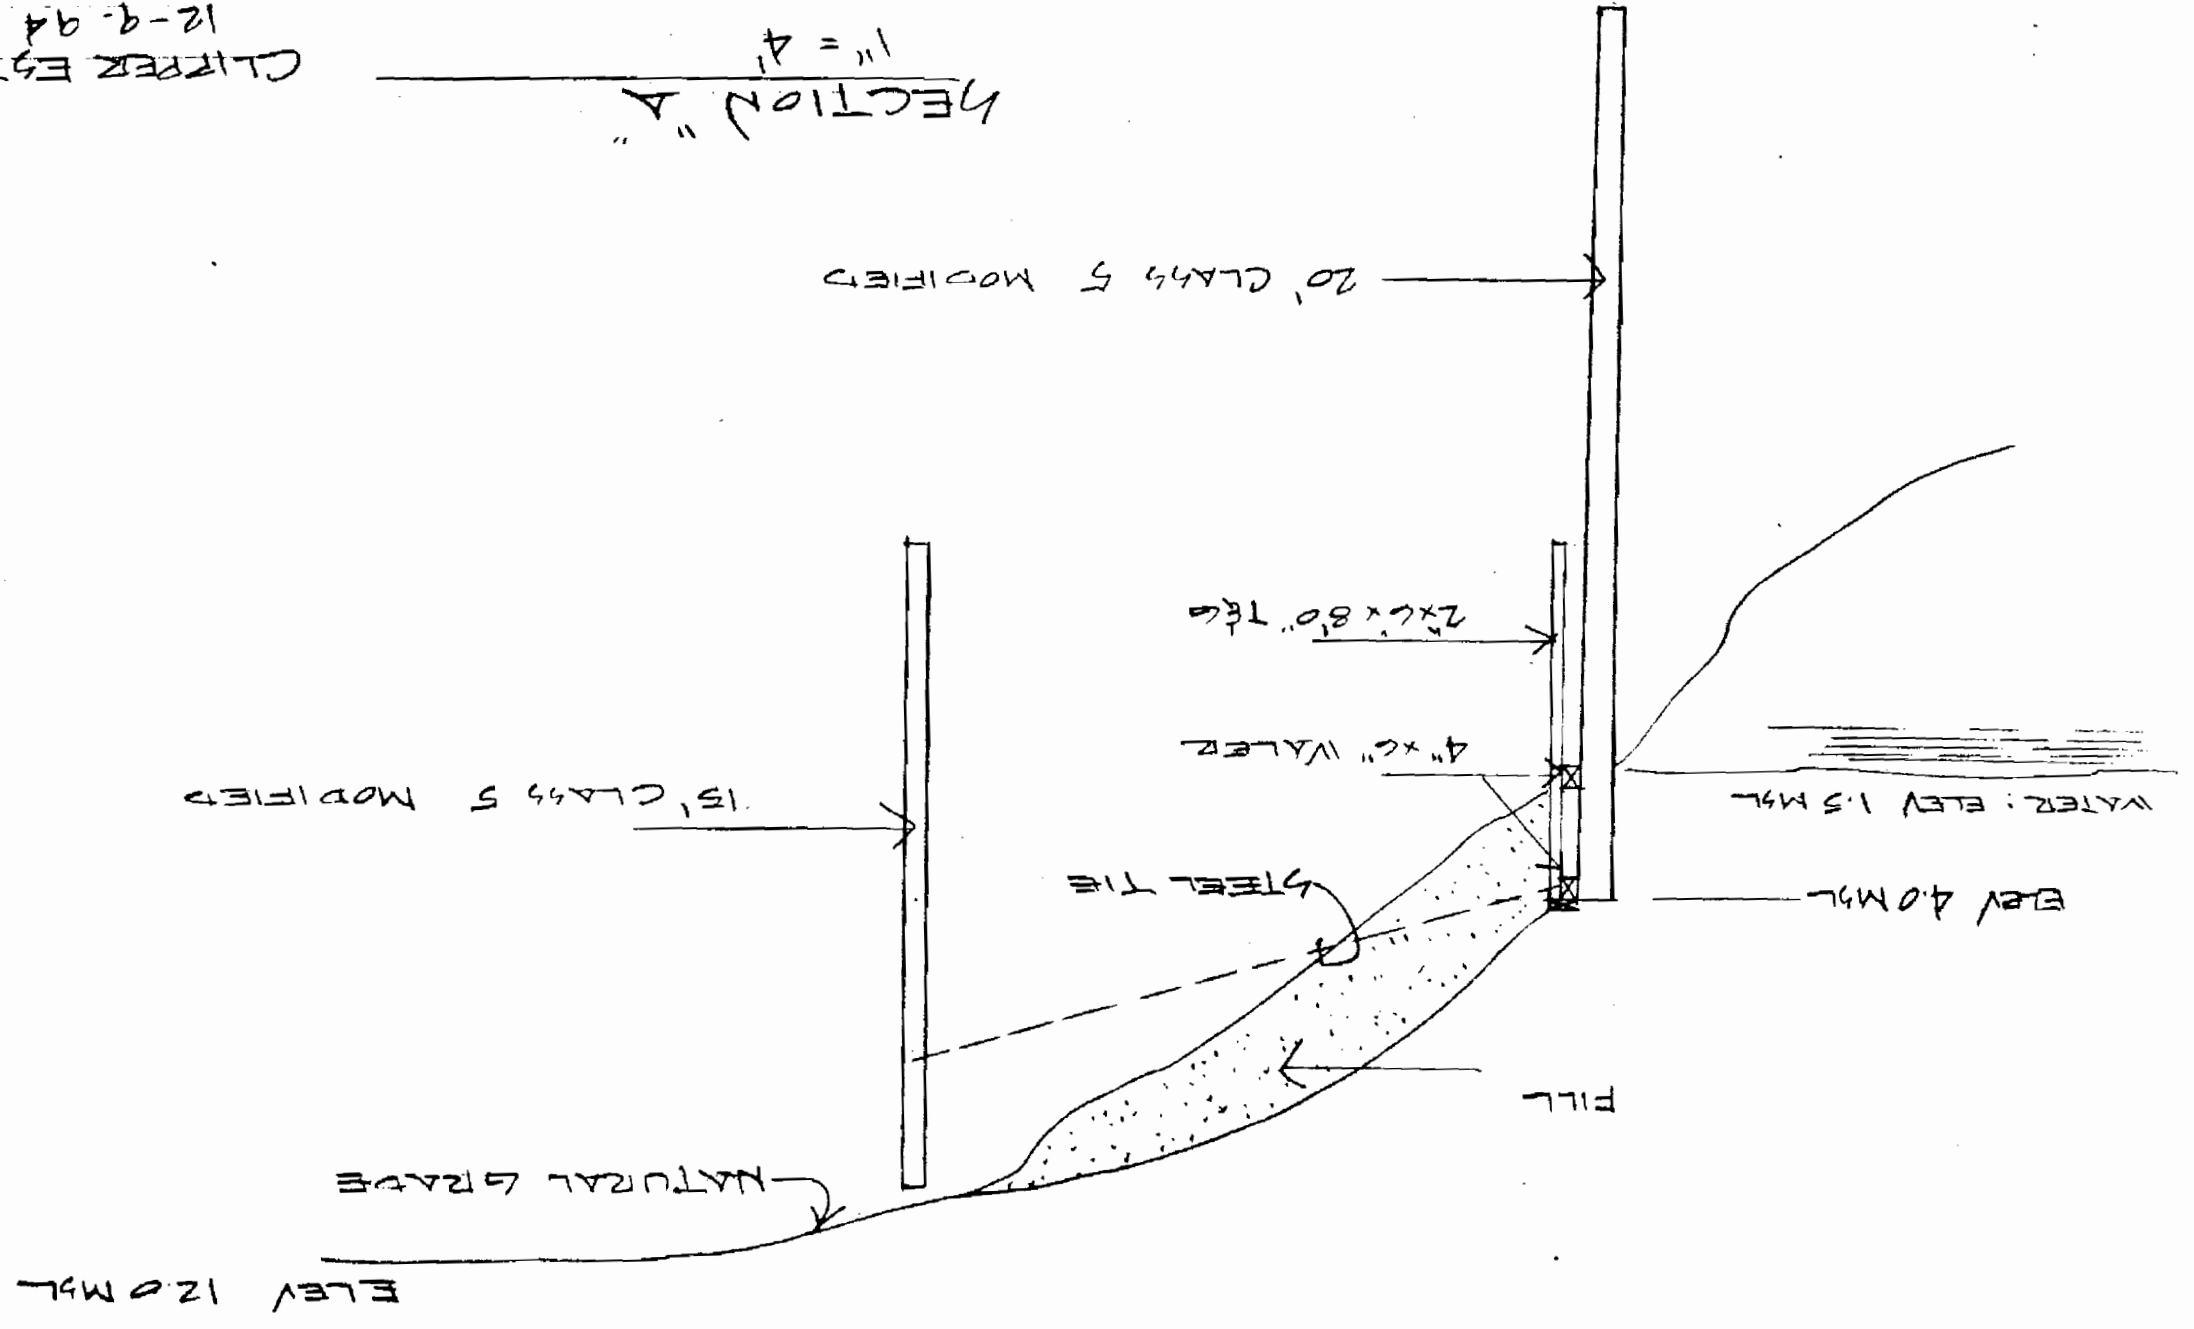 ELEV 12.0 MSL
NATURAL GRADE
FILL
ELEV 4.0 MSL
STEEL TIE
WATER: ELEV 1.5 MSL
15' CLASS 5 MODIFIED
4"x6" WALER
2"x6"x8'0" T&G
20' CLASS 5 MODIFIED
SECTION "A"
1" = 4'
CLIPPER
12-9-94